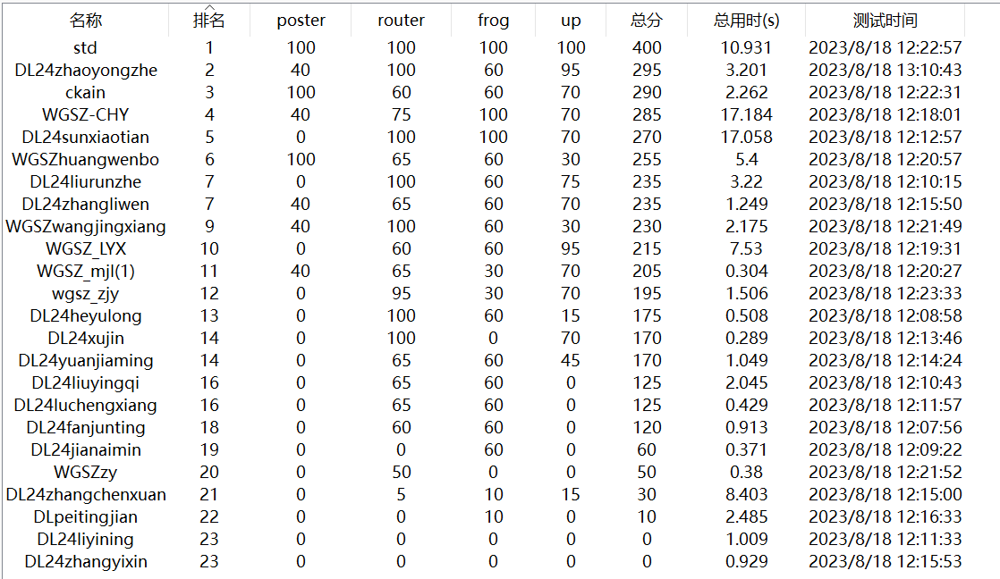 名称 排名 poster router frog up 总分 总用时(s) 测试时间
std 1 100 100 100 100 400 10.931 2023/8/18 12:22:57
DL24zhaoyongzhe 2 40 100 60 95 295 3.201 2023/8/18 13:10:43
ckain 3 100 60 60 70 290 2.262 2023/8/18 12:22:31
WGSZ-CHY 4 40 75 100 70 285 17.184 2023/8/18 12:18:01
DL24sunxiaotian 5 0 100 100 70 270 17.058 2023/8/18 12:12:57
WGSZhuangwenbo 6 100 65 60 30 255 5.4 2023/8/18 12:20:57
DL24liurunzhe 7 0 100 60 75 235 3.22 2023/8/18 12:10:15
DL24zhangliwen 7 40 65 60 70 235 1.249 2023/8/18 12:15:50
WGSZwangjingxiang 9 40 100 60 30 230 2.175 2023/8/18 12:21:49
WGSZ_LYX 10 0 60 60 95 215 7.53 2023/8/18 12:19:31
WGSZ_mjl(1) 11 40 65 30 70 205 0.304 2023/8/18 12:20:27
wgsz_zjy 12 0 95 30 70 195 1.506 2023/8/18 12:23:33
DL24heyulong 13 0 100 60 15 175 0.508 2023/8/18 12:08:58
DL24xujin 14 0 100 0 70 170 0.289 2023/8/18 12:13:46
DL24yuanjiaming 14 0 65 60 45 170 1.049 2023/8/18 12:14:24
DL24liuyingqi 16 0 65 60 0 125 2.045 2023/8/18 12:10:43
DL24luchengxiang 16 0 65 60 0 125 0.429 2023/8/18 12:11:57
DL24fanjunting 18 0 60 60 0 120 0.913 2023/8/18 12:07:56
DL24jianaimin 19 0 0 60 0 60 0.371 2023/8/18 12:09:22
WGSZzy 20 0 50 0 0 50 0.38 2023/8/18 12:21:52
DL24zhangchenxuan 21 0 5 10 15 30 8.403 2023/8/18 12:15:00
DLpeitingjian 22 0 0 10 0 10 2.485 2023/8/18 12:16:33
DL24liyining 23 0 0 0 0 0 1.009 2023/8/18 12:11:33
DL24zhangyixin 23 0 0 0 0 0 0.929 2023/8/18 12:15:53